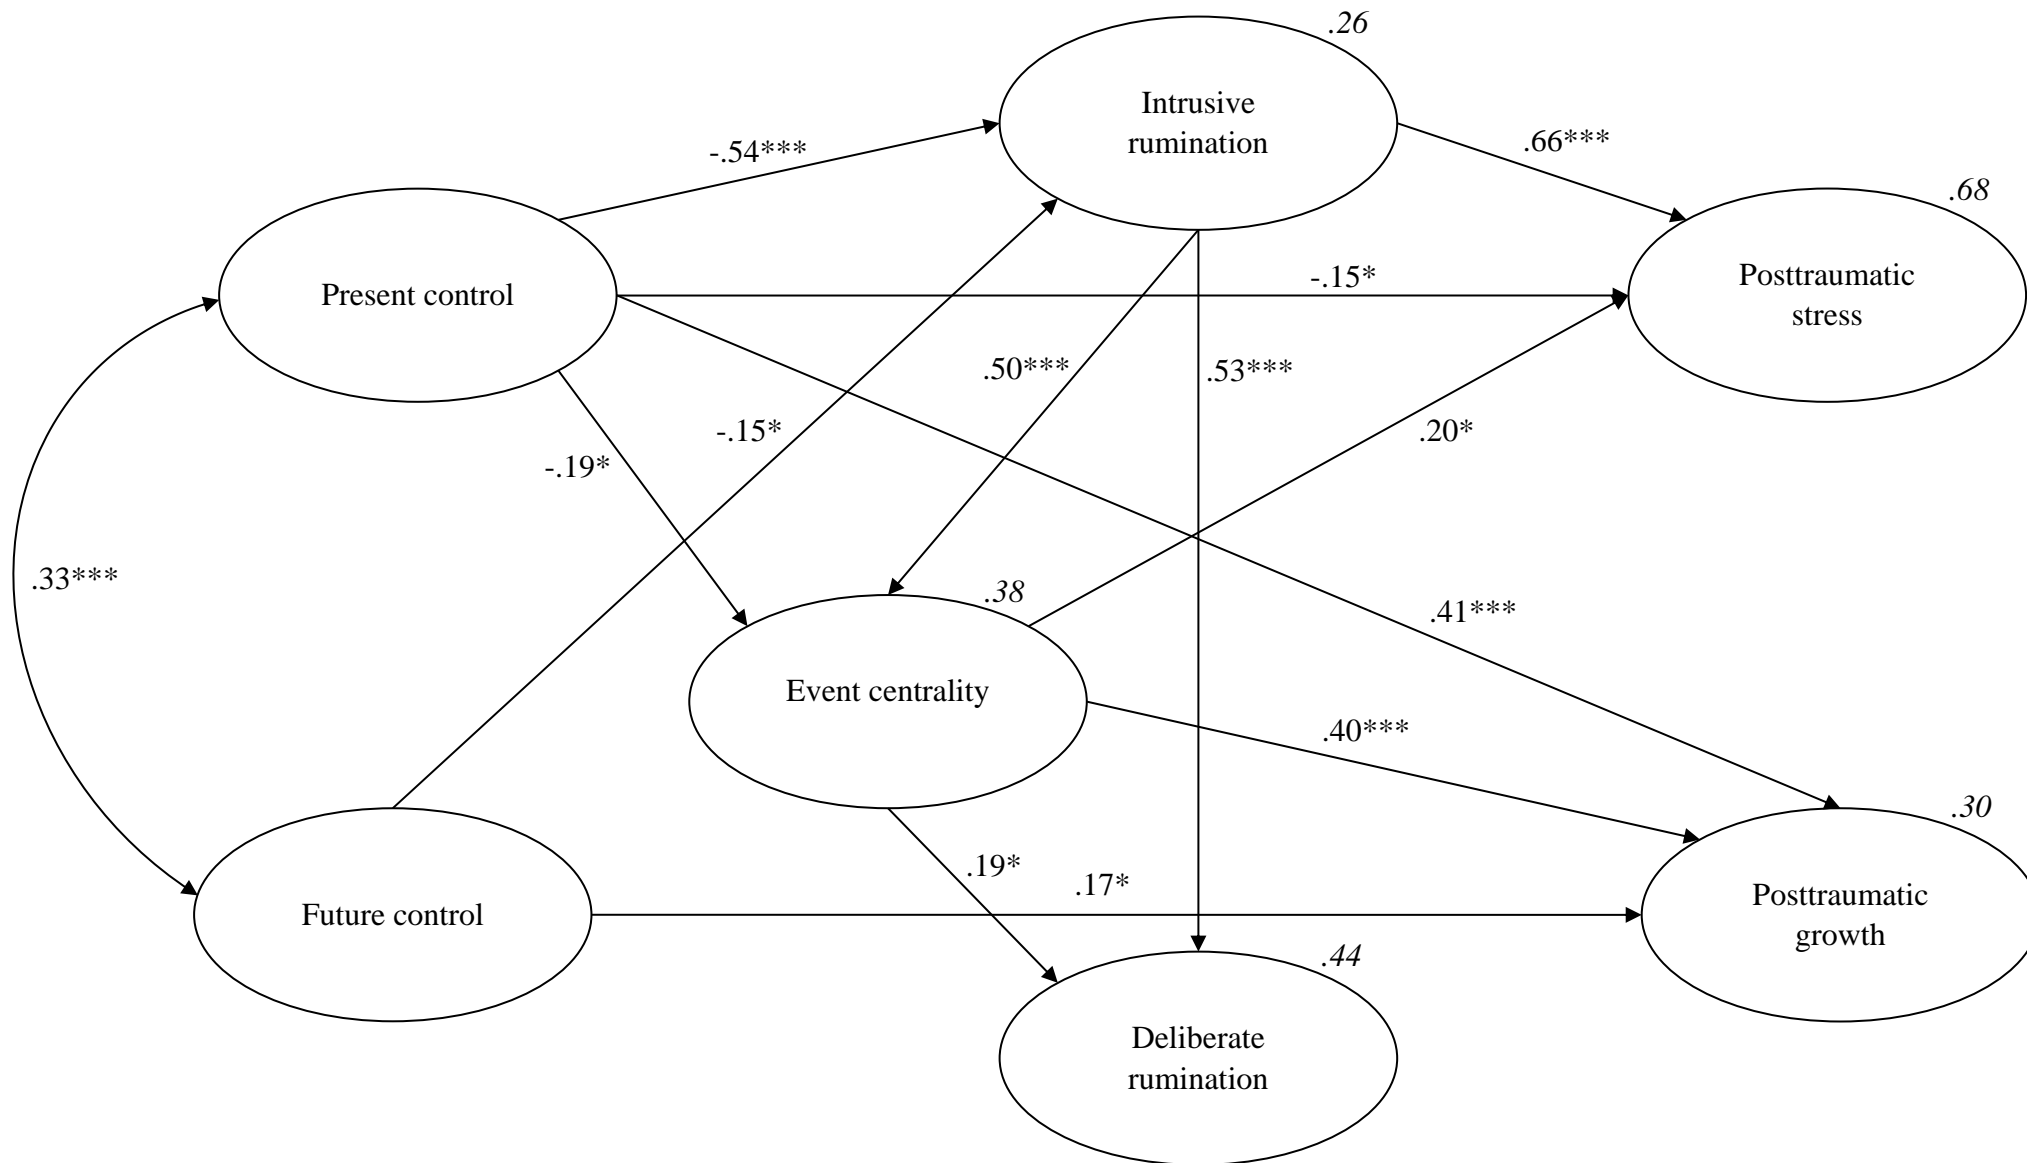 .26
Intrusive
rumination
-.54***
.66***
.68
Present control
-.15*
Posttraumatic
stress
.50***
.53***
-.15*
.20*
-.19*
.33***
.38
.41***
Event centrality
.40***
.30
.19*
.17*
Future control
Posttraumatic
growth
.44
Deliberate
rumination